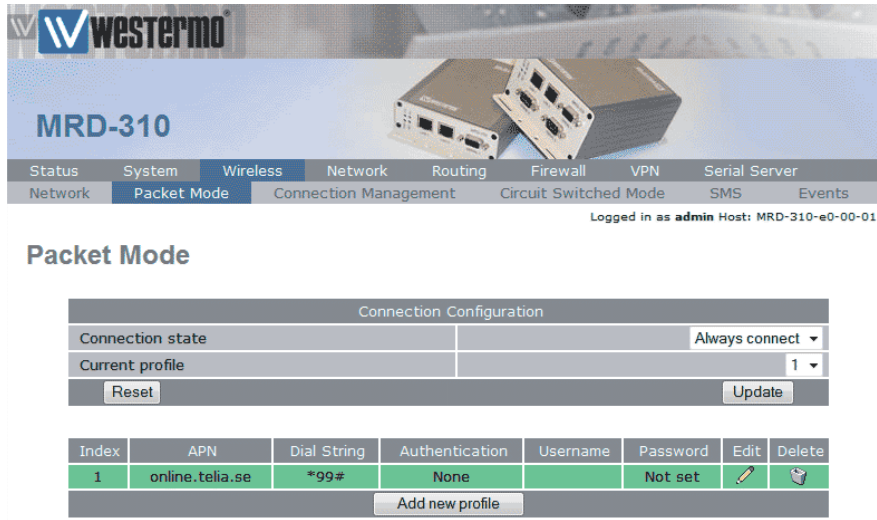 Westermo
MRD-310
Status System Wireless Network Routing Firewall VPN Serial Server
Network Packet Mode Connection Management Circuit Switched Mode SMS Events
Logged in as admin Host: MRD-310-e0-00-01
Packet Mode
Connection Configuration
Connection state Always connect
Current profile 1
Reset Update
Index APN Dial String Authentication Username Password Edit Delete
1 online.telia.se *99# None Not set
Add new profile